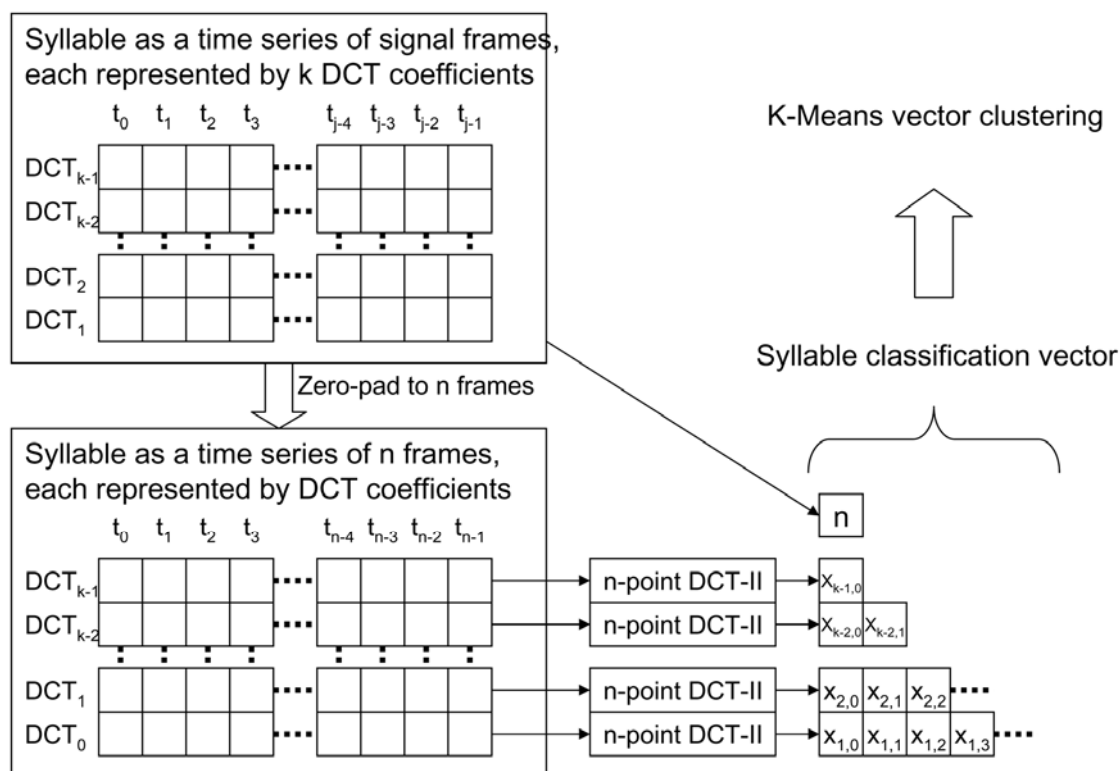 Syllable as a time series of signal frames,
each represented by k DCT coefficients
t₀ t₁ t₂ t₃ tⱼ₋₄ tⱼ₋₃ tⱼ₋₂ tⱼ₋₁
DCTₖ₋₁
DCTₖ₋₂
DCT₂
DCT₁
K-Means vector clustering
Syllable classification vector
Zero-pad to n frames
Syllable as a time series of n frames,
each represented by DCT coefficients
n
t₀ t₁ t₂ t₃ tₙ₋₄ tₙ₋₃ tₙ₋₂ tₙ₋₁
DCTₖ₋₁ n-point DCT-II xₖ₋₁,₀
DCTₖ₋₂ n-point DCT-II xₖ₋₂,₀ xₖ₋₂,₁
DCT₁ n-point DCT-II x₂,₀ x₂,₁ x₂,₂
DCT₀ n-point DCT-II x₁,₀ x₁,₁ x₁,₂ x₁,₃